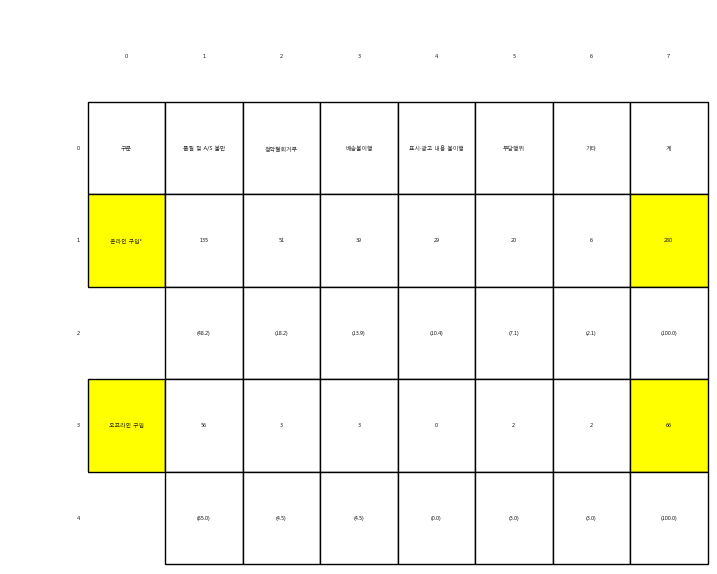 0 1 2 3 4 5 6 7
0 구분 품질 및 A/S 불만 청약철회거부 배송불이행 표시·광고 내용 불이행 부당행위 기타 계
1 온라인 구입* 135 51 39 29 20 6 280
2 (48.2) (18.2) (13.9) (10.4) (7.1) (2.1) (100.0)
3 오프라인 구입 56 3 3 0 2 2 66
4 (85.0) (4.5) (4.5) (0.0) (3.0) (3.0) (100.0)